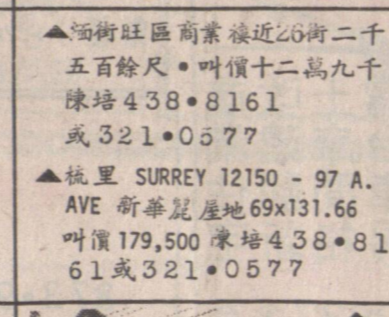 ▲緬街旺區商業樓近26街二千
五百餘尺•叫價十二萬九千
陳培438•8161
或321•0577
▲梳里 SURREY 12150 - 97 A.
AVE 新華麗屋地69x131.66
叫價179,500 陳培438•81
61或321•0577